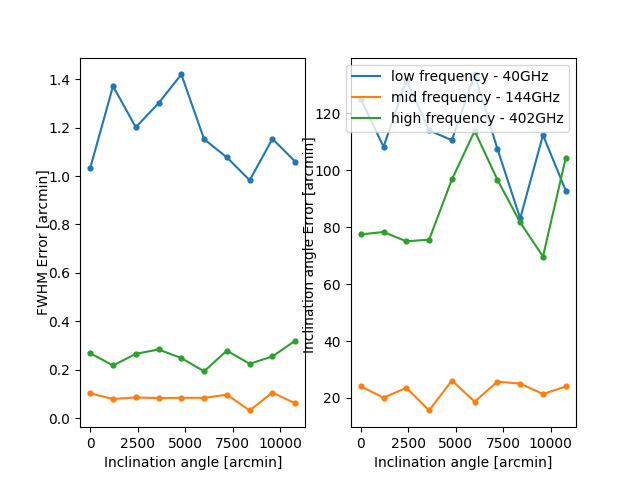 FWHM Error [arcmin]
1.4
1.2
1.0
0.8
0.6
0.4
0.2
0.0
0 2500 5000 7500 10000
Inclination angle [arcmin]
Inclination angle Error [arcmin]
120
100
80
60
40
20
0 2500 5000 7500 10000
Inclination angle [arcmin]
low frequency - 40GHz
mid frequency - 144GHz
high frequency - 402GHz